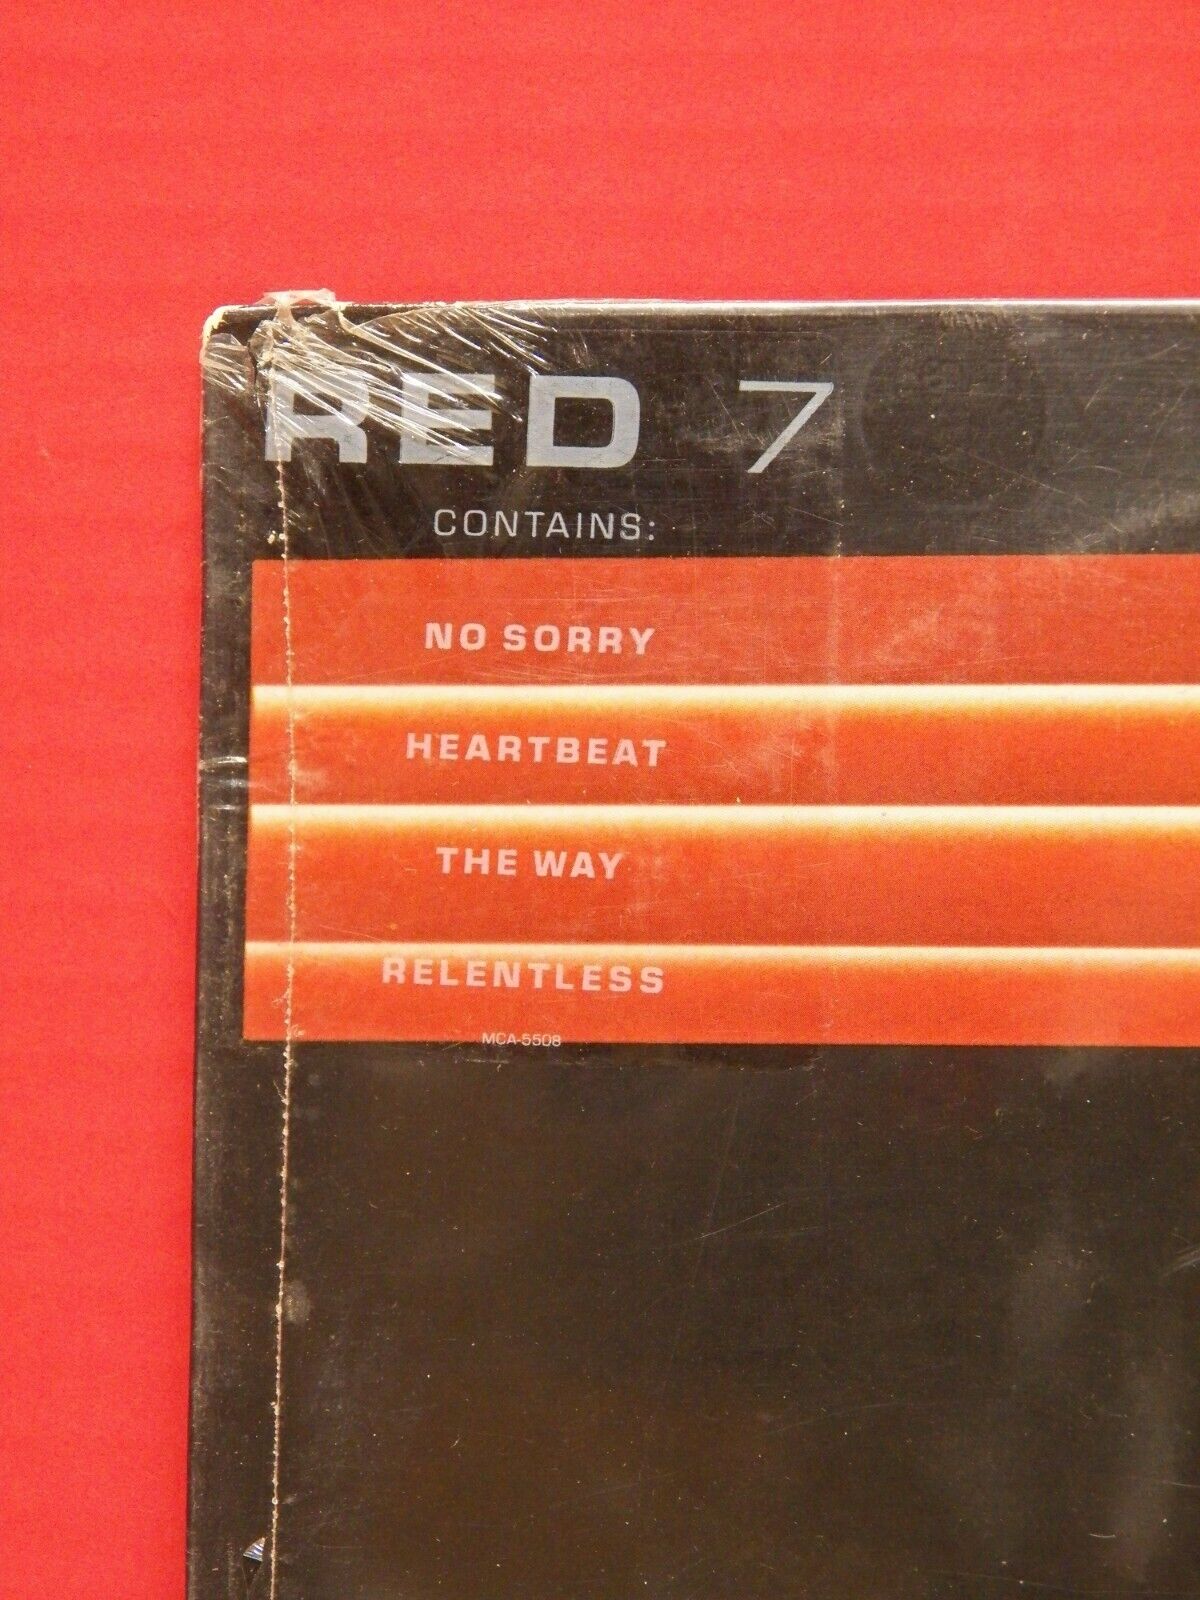 RED 7
CONTAINS:
NO SORRY
HEARTBEAT
THE WAY
RELENTLESS
MCA-5508